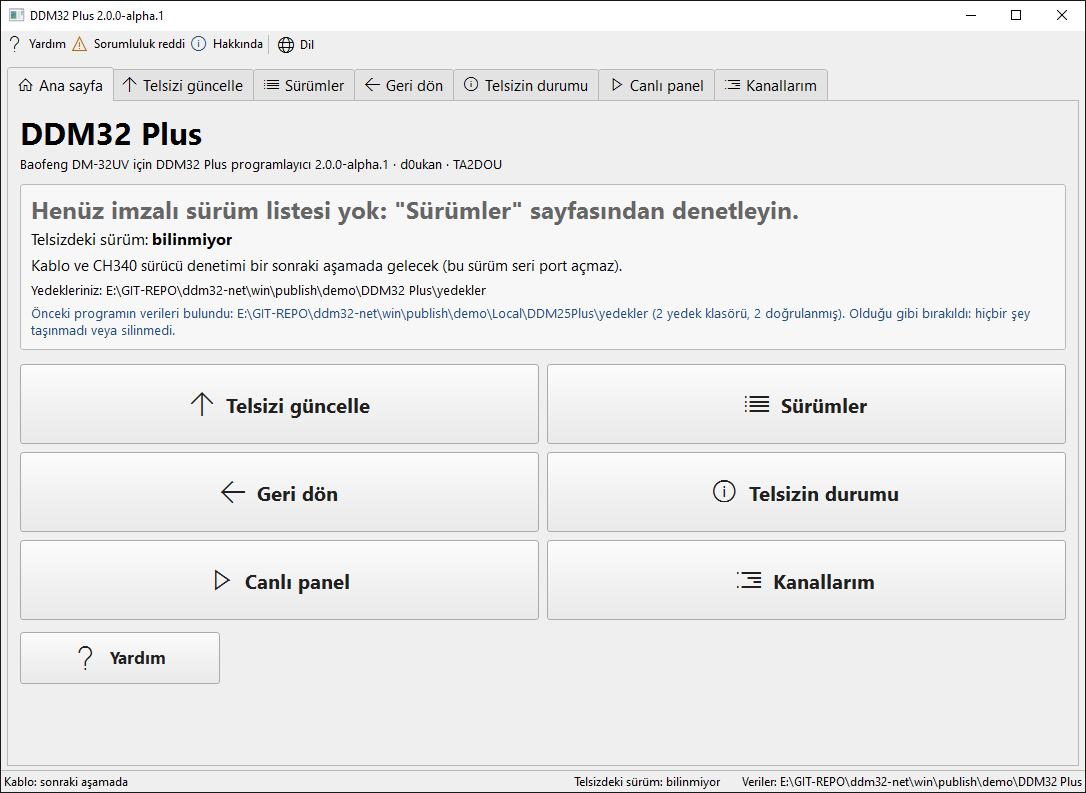 DDM32 Plus 2.0.0-alpha.1
? Yardım Sorumluluk reddi Hakkında Dil
Ana sayfa Telsizi güncelle Sürümler Geri dön Telsizin durumu Canlı panel Kanallarım
DDM32 Plus
Baofeng DM-32UV için DDM32 Plus programlayıcı 2.0.0-alpha.1 · d0ukan · TA2DOU
Henüz imzalı sürüm listesi yok: "Sürümler" sayfasından denetleyin.
Telsizdeki sürüm: bilinmiyor
Kablo ve CH340 sürücü denetimi bir sonraki aşamada gelecek (bu sürüm seri port açmaz).
Yedekleriniz: E:\GIT-REPO\ddm32-net\win\publish\demo\DDM32 Plus\yedekler
Önceki programın verileri bulundu: E:\GIT-REPO\ddm32-net\win\publish\demo\Local\DDM25Plus\yedekler (2 yedek klasörü, 2 doğrulanmış). Olduğu gibi bırakıldı: hiçbir şey
taşınmadı veya silinmedi.
Telsizi güncelle
Sürümler
Geri dön
Telsizin durumu
Canlı panel
Kanallarım
? Yardım
Kablo: sonraki aşamada Telsizdeki sürüm: bilinmiyor Veriler: E:\GIT-REPO\ddm32-net\win\publish\demo\DDM32 Plus